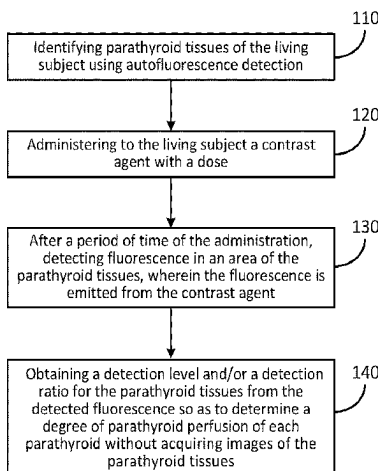 110
Identifying parathyroid tissues of the living
subject using autofluorescence detection
120
Administering to the living subject a contrast
agent with a dose
130
After a period of time of the administration,
detecting fluorescence in an area of the
parathyroid tissues, wherein the fluorescence is
emitted from the contrast agent
140
Obtaining a detection level and/or a detection
ratio for the parathyroid tissues from the
detected fluorescence so as to determine a
degree of parathyroid perfusion of each
parathyroid without acquiring images of the
parathyroid tissues